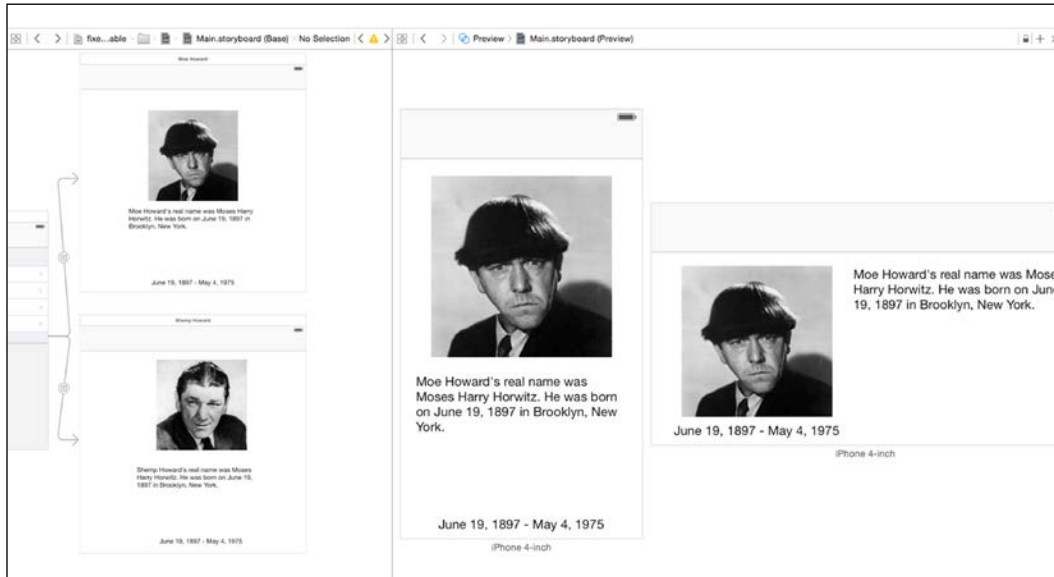 fixe...able
Main.storyboard (Base)
No Selection
Preview
Main.storyboard (Preview)
Moe Howard
Moe Howard's real name was Moses Harry
Horwitz. He was born on June 19, 1897 in
Brooklyn, New York.
June 19, 1897 - May 4, 1975
Shemp Howard
Shemp Howard's real name was Moses
Harry Horwitz. He was born on June 19,
1897 in Brooklyn, New York.
June 19, 1897 - May 4, 1975
Moe Howard's real name was
Moses Harry Horwitz. He was born
on June 19, 1897 in Brooklyn, New
York.
June 19, 1897 - May 4, 1975
iPhone 4-inch
Moe Howard's real name was Mose
Harry Horwitz. He was born on June
19, 1897 in Brooklyn, New York.
June 19, 1897 - May 4, 1975
iPhone 4-inch